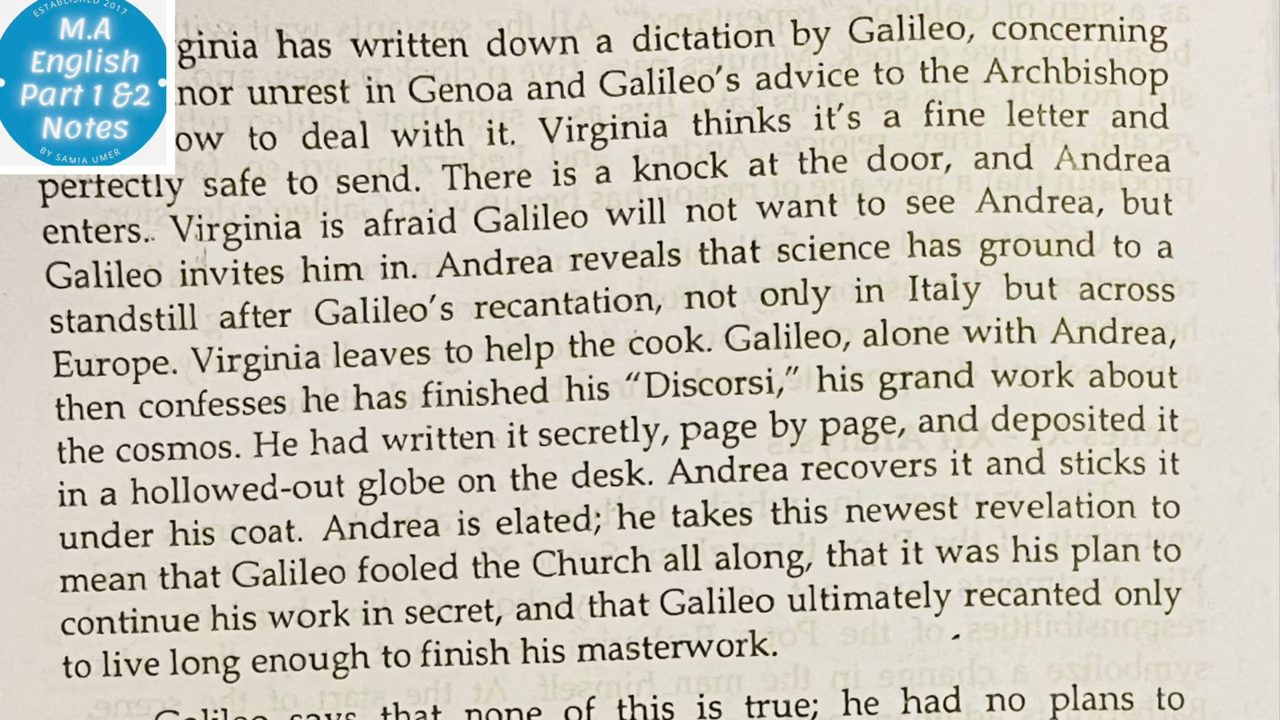 ESTABLISHED 2017
M.A
English
Part 1 &2
Notes
BY SAMIA UMER
ginia has written down a dictation by Galileo, concerning
nor unrest in Genoa and Galileo's advice to the Archbishop
ow to deal with it. Virginia thinks it's a fine letter and
perfectly safe to send. There is a knock at the door, and Andrea
enters. Virginia is afraid Galileo will not want to see Andrea, but
Galileo invites him in. Andrea reveals that science has ground to a
standstill after Galileo's recantation, not only in Italy but across
Europe. Virginia leaves to help the cook. Galileo, alone with Andrea,
then confesses he has finished his “Discorsi,” his grand work about
the cosmos. He had written it secretly, page by page, and deposited it
in a hollowed-out globe on the desk. Andrea recovers it and sticks it
under his coat. Andrea is elated; he takes this newest revelation to
mean that Galileo fooled the Church all along, that it was his plan to
continue his work in secret, and that Galileo ultimately recanted only
to live long enough to finish his masterwork.
Galileo says that none of this is true; he had no plans to